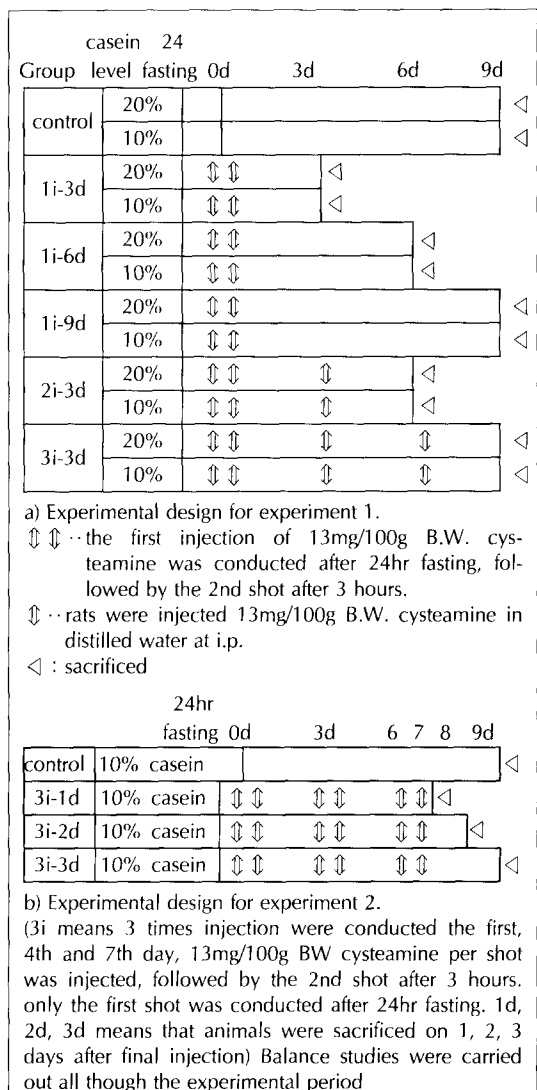 casein 24
Group level fasting 0d 3d 6d 9d
control 20% ◁
10% ◁
1i-3d 20% ⇕ ⇕ ◁
10% ⇕ ⇕ ◁
1i-6d 20% ⇕ ⇕ ◁
10% ⇕ ⇕ ◁
1i-9d 20% ⇕ ⇕ ◁
10% ⇕ ⇕ ◁
2i-3d 20% ⇕ ⇕ ⇕ ◁
10% ⇕ ⇕ ⇕ ◁
3i-3d 20% ⇕ ⇕ ⇕ ⇕ ◁
10% ⇕ ⇕ ⇕ ⇕ ◁
a) Experimental design for experiment 1.
⇕ ⇕ ·· the first injection of 13mg/100g B.W. cys-
teamine was conducted after 24hr fasting, fol-
lowed by the 2nd shot after 3 hours.
⇕ ·· rats were injected 13mg/100g B.W. cysteamine in
distilled water at i.p.
◁ : sacrificed
24hr
fasting 0d 3d 6 7 8 9d
control 10% casein ◁
3i-1d 10% casein ⇕ ⇕ ⇕ ⇕ ⇕ ⇕ ◁
3i-2d 10% casein ⇕ ⇕ ⇕ ⇕ ⇕ ⇕ ◁
3i-3d 10% casein ⇕ ⇕ ⇕ ⇕ ⇕ ⇕ ◁
b) Experimental design for experiment 2.
(3i means 3 times injection were conducted the first,
4th and 7th day, 13mg/100g BW cysteamine per shot
was injected, followed by the 2nd shot after 3 hours.
only the first shot was conducted after 24hr fasting. 1d,
2d, 3d means that animals were sacrificed on 1, 2, 3
days after final injection) Balance studies were carried
out all though the experimental period